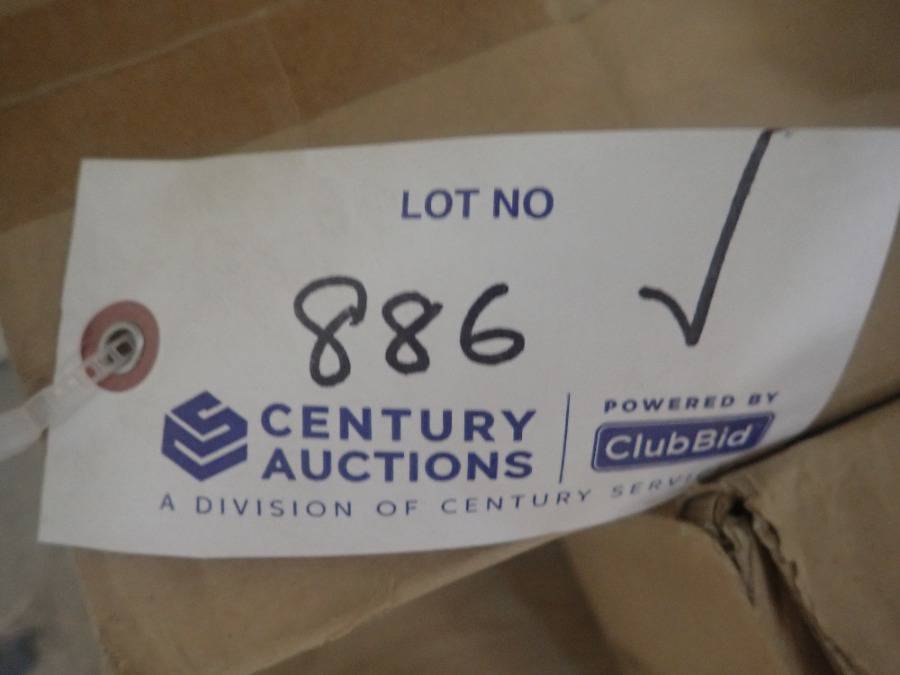 LOT NO
886 √
CENTURY
AUCTIONS
POWERED BY
ClubBid
A DIVISION OF CENTURY